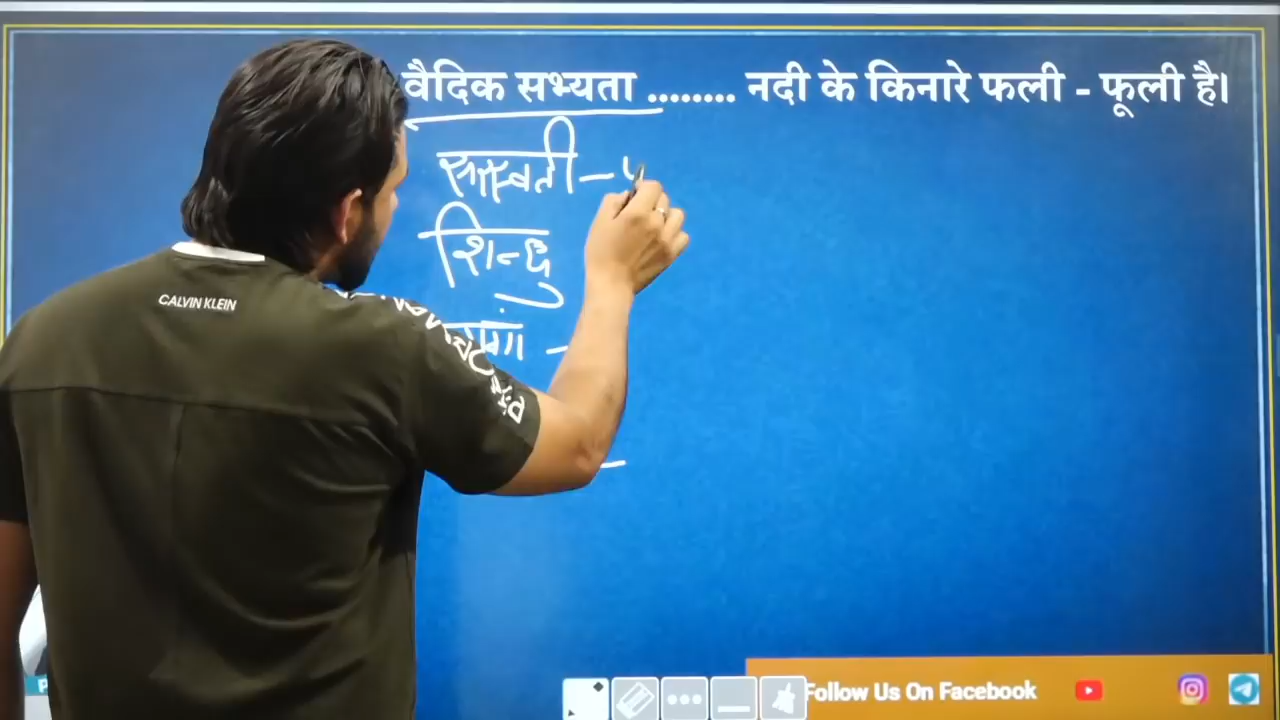 वैदिक सभ्यता ........ नदी के किनारे फली - फूली है।
सरस्वती -
शिन्धु
CALVIN KLEIN
Follow Us On Facebook